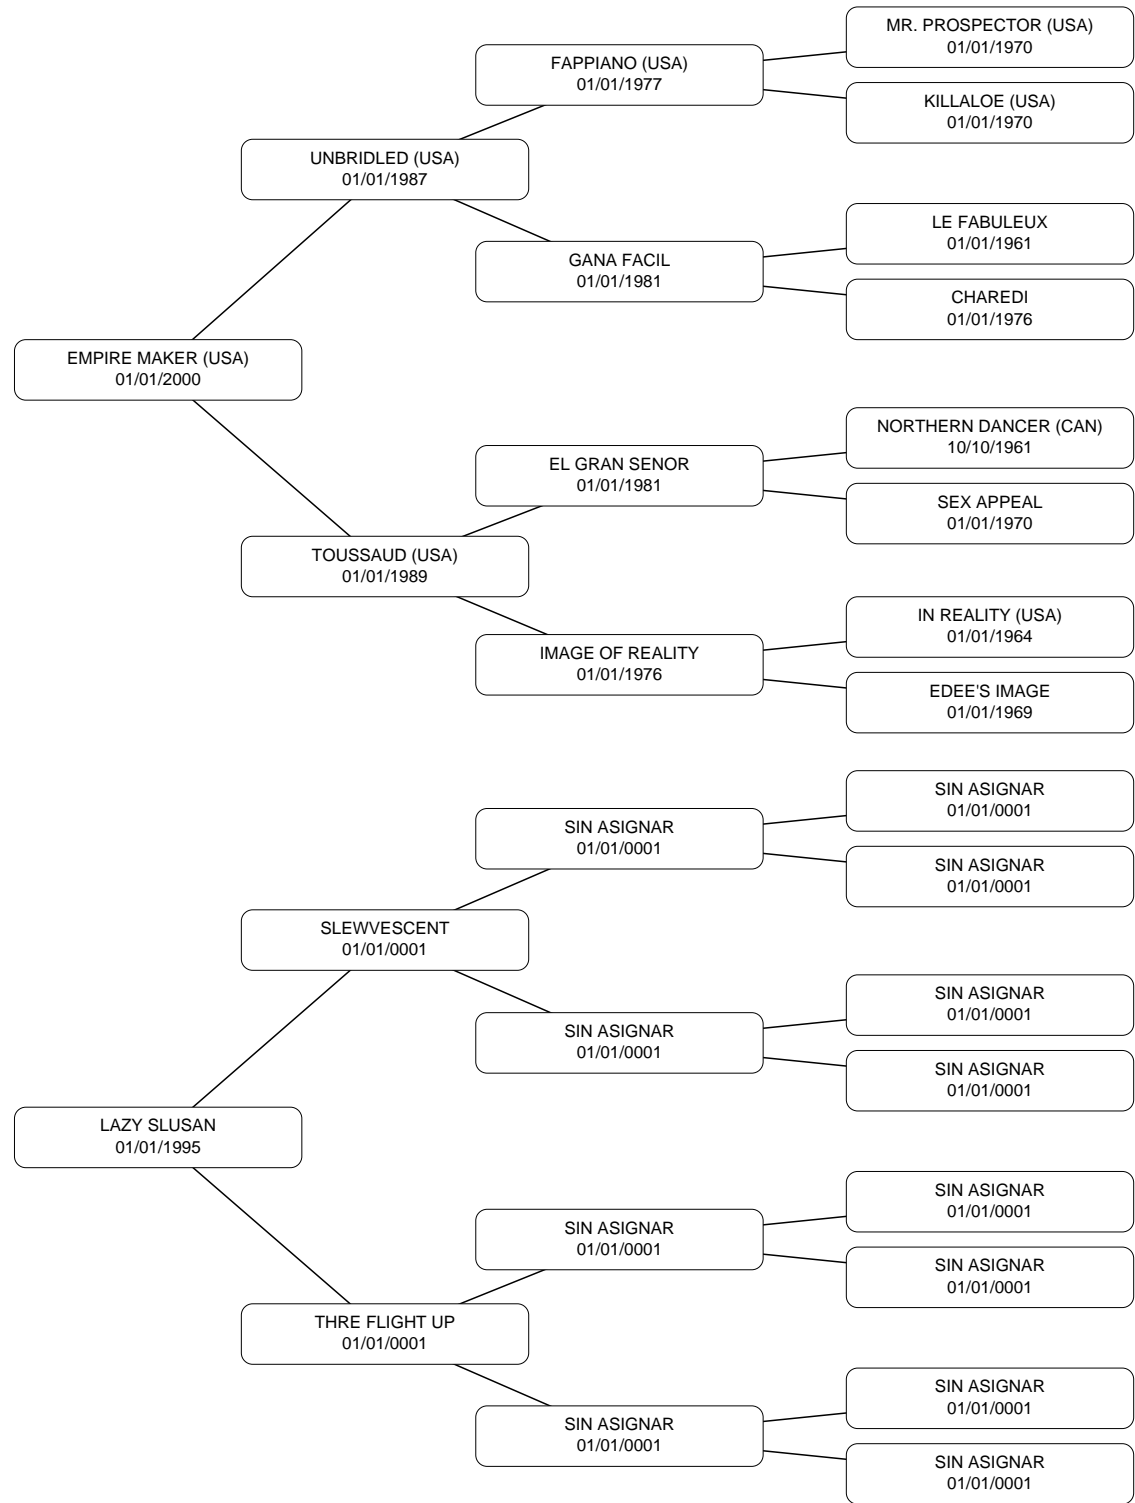 MR. PROSPECTOR (USA)
01/01/1970
FAPPIANO (USA)
01/01/1977
KILLALOE (USA)
01/01/1970
UNBRIDLED (USA)
01/01/1987
LE FABULEUX
01/01/1961
GANA FACIL
01/01/1981
CHAREDI
01/01/1976
EMPIRE MAKER (USA)
01/01/2000
NORTHERN DANCER (CAN)
10/10/1961
EL GRAN SENOR
01/01/1981
SEX APPEAL
01/01/1970
TOUSSAUD (USA)
01/01/1989
IN REALITY (USA)
01/01/1964
IMAGE OF REALITY
01/01/1976
EDEE'S IMAGE
01/01/1969
SIN ASIGNAR
01/01/0001
SIN ASIGNAR
01/01/0001
SIN ASIGNAR
01/01/0001
SLEWVESCENT
01/01/0001
SIN ASIGNAR
01/01/0001
SIN ASIGNAR
01/01/0001
SIN ASIGNAR
01/01/0001
LAZY SLUSAN
01/01/1995
SIN ASIGNAR
01/01/0001
SIN ASIGNAR
01/01/0001
SIN ASIGNAR
01/01/0001
THRE FLIGHT UP
01/01/0001
SIN ASIGNAR
01/01/0001
SIN ASIGNAR
01/01/0001
SIN ASIGNAR
01/01/0001